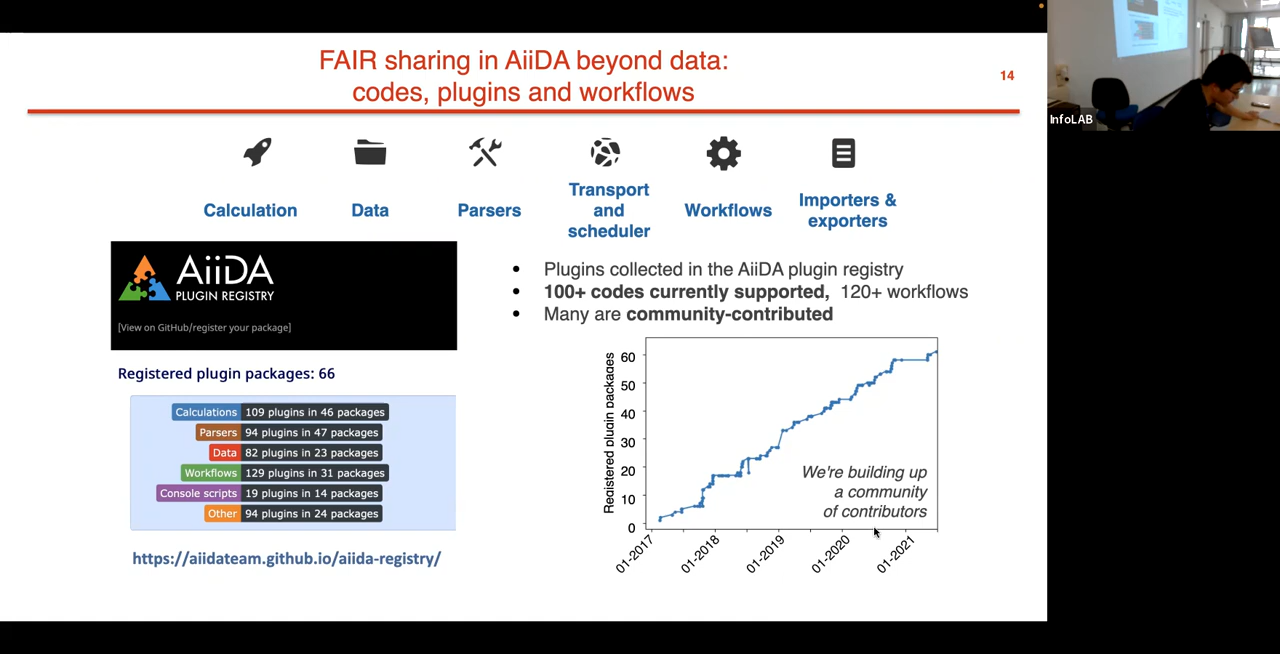 FAIR sharing in AiiDA beyond data:
codes, plugins and workflows
14
InfoLAB
Calculation
Data
Parsers
Transport
and
scheduler
Workflows
Importers &
exporters
AiiDA
PLUGIN REGISTRY
[View on GitHub/register your package]
Registered plugin packages: 66
Calculations 109 plugins in 46 packages
Parsers 94 plugins in 47 packages
Data 82 plugins in 23 packages
Workflows 129 plugins in 31 packages
Console scripts 19 plugins in 14 packages
Other 94 plugins in 24 packages
https://aiidateam.github.io/aiida-registry/
• Plugins collected in the AiiDA plugin registry
• 100+ codes currently supported, 120+ workflows
• Many are community-contributed
Registered plugin packages
60
50
40
30
20
10
0
We're building up
a community
of contributors
01-2017
01-2018
01-2019
01-2020
01-2021